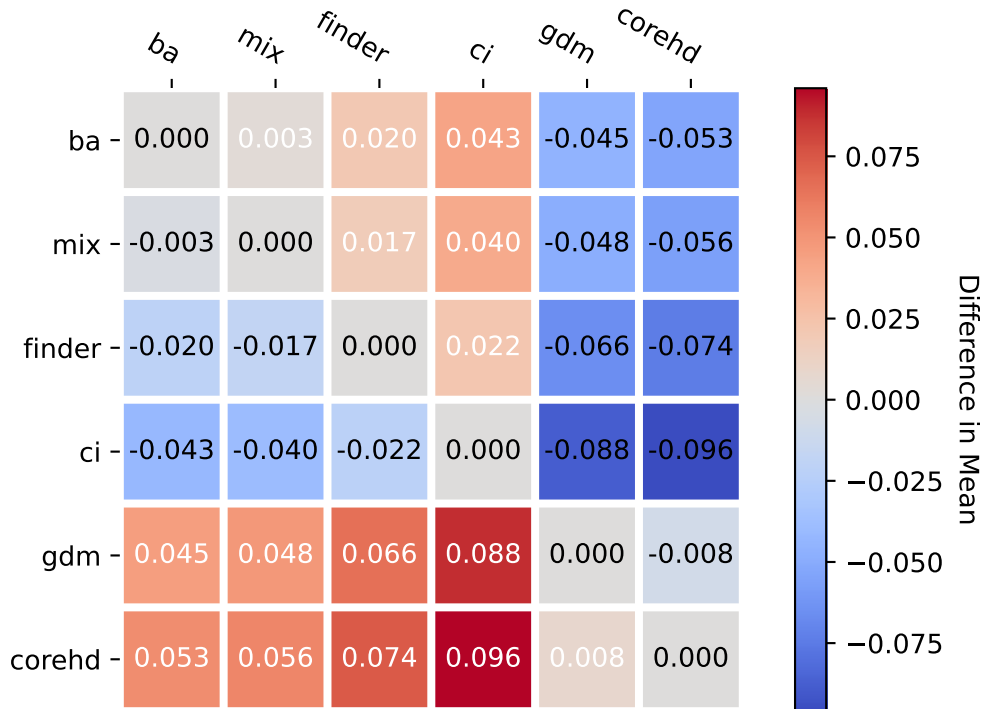 ba mix finder ci gdm corehd
ba 0.000 0.003 0.020 0.043 -0.045 -0.053
mix -0.003 0.000 0.017 0.040 -0.048 -0.056
finder -0.020 -0.017 0.000 0.022 -0.066 -0.074
ci -0.043 -0.040 -0.022 0.000 -0.088 -0.096
gdm 0.045 0.048 0.066 0.088 0.000 -0.008
corehd 0.053 0.056 0.074 0.096 0.008 0.000
0.075
0.050
0.025
0.000
−0.025
−0.050
−0.075
Difference in Mean